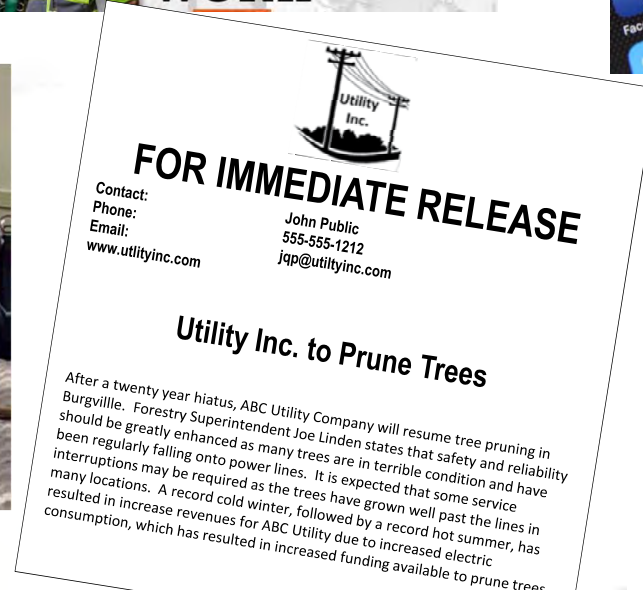 Fac
Utility
Inc.
FOR IMMEDIATE RELEASE
Contact:
John Public
Phone:
555-555-1212
Email:
jqp@utiltyinc.com
www.utlityinc.com
Utility Inc. to Prune Trees
After a twenty year hiatus, ABC Utility Company will resume tree pruning in
Burgvillle. Forestry Superintendent Joe Linden states that safety and reliability
should be greatly enhanced as many trees are in terrible condition and have
been regularly falling onto power lines. It is expected that some service
interruptions may be required as the trees have grown well past the lines in
many locations. A record cold winter, followed by a record hot summer, has
resulted in increase revenues for ABC Utility due to increased electric
consumption, which has resulted in increased funding available to prune trees